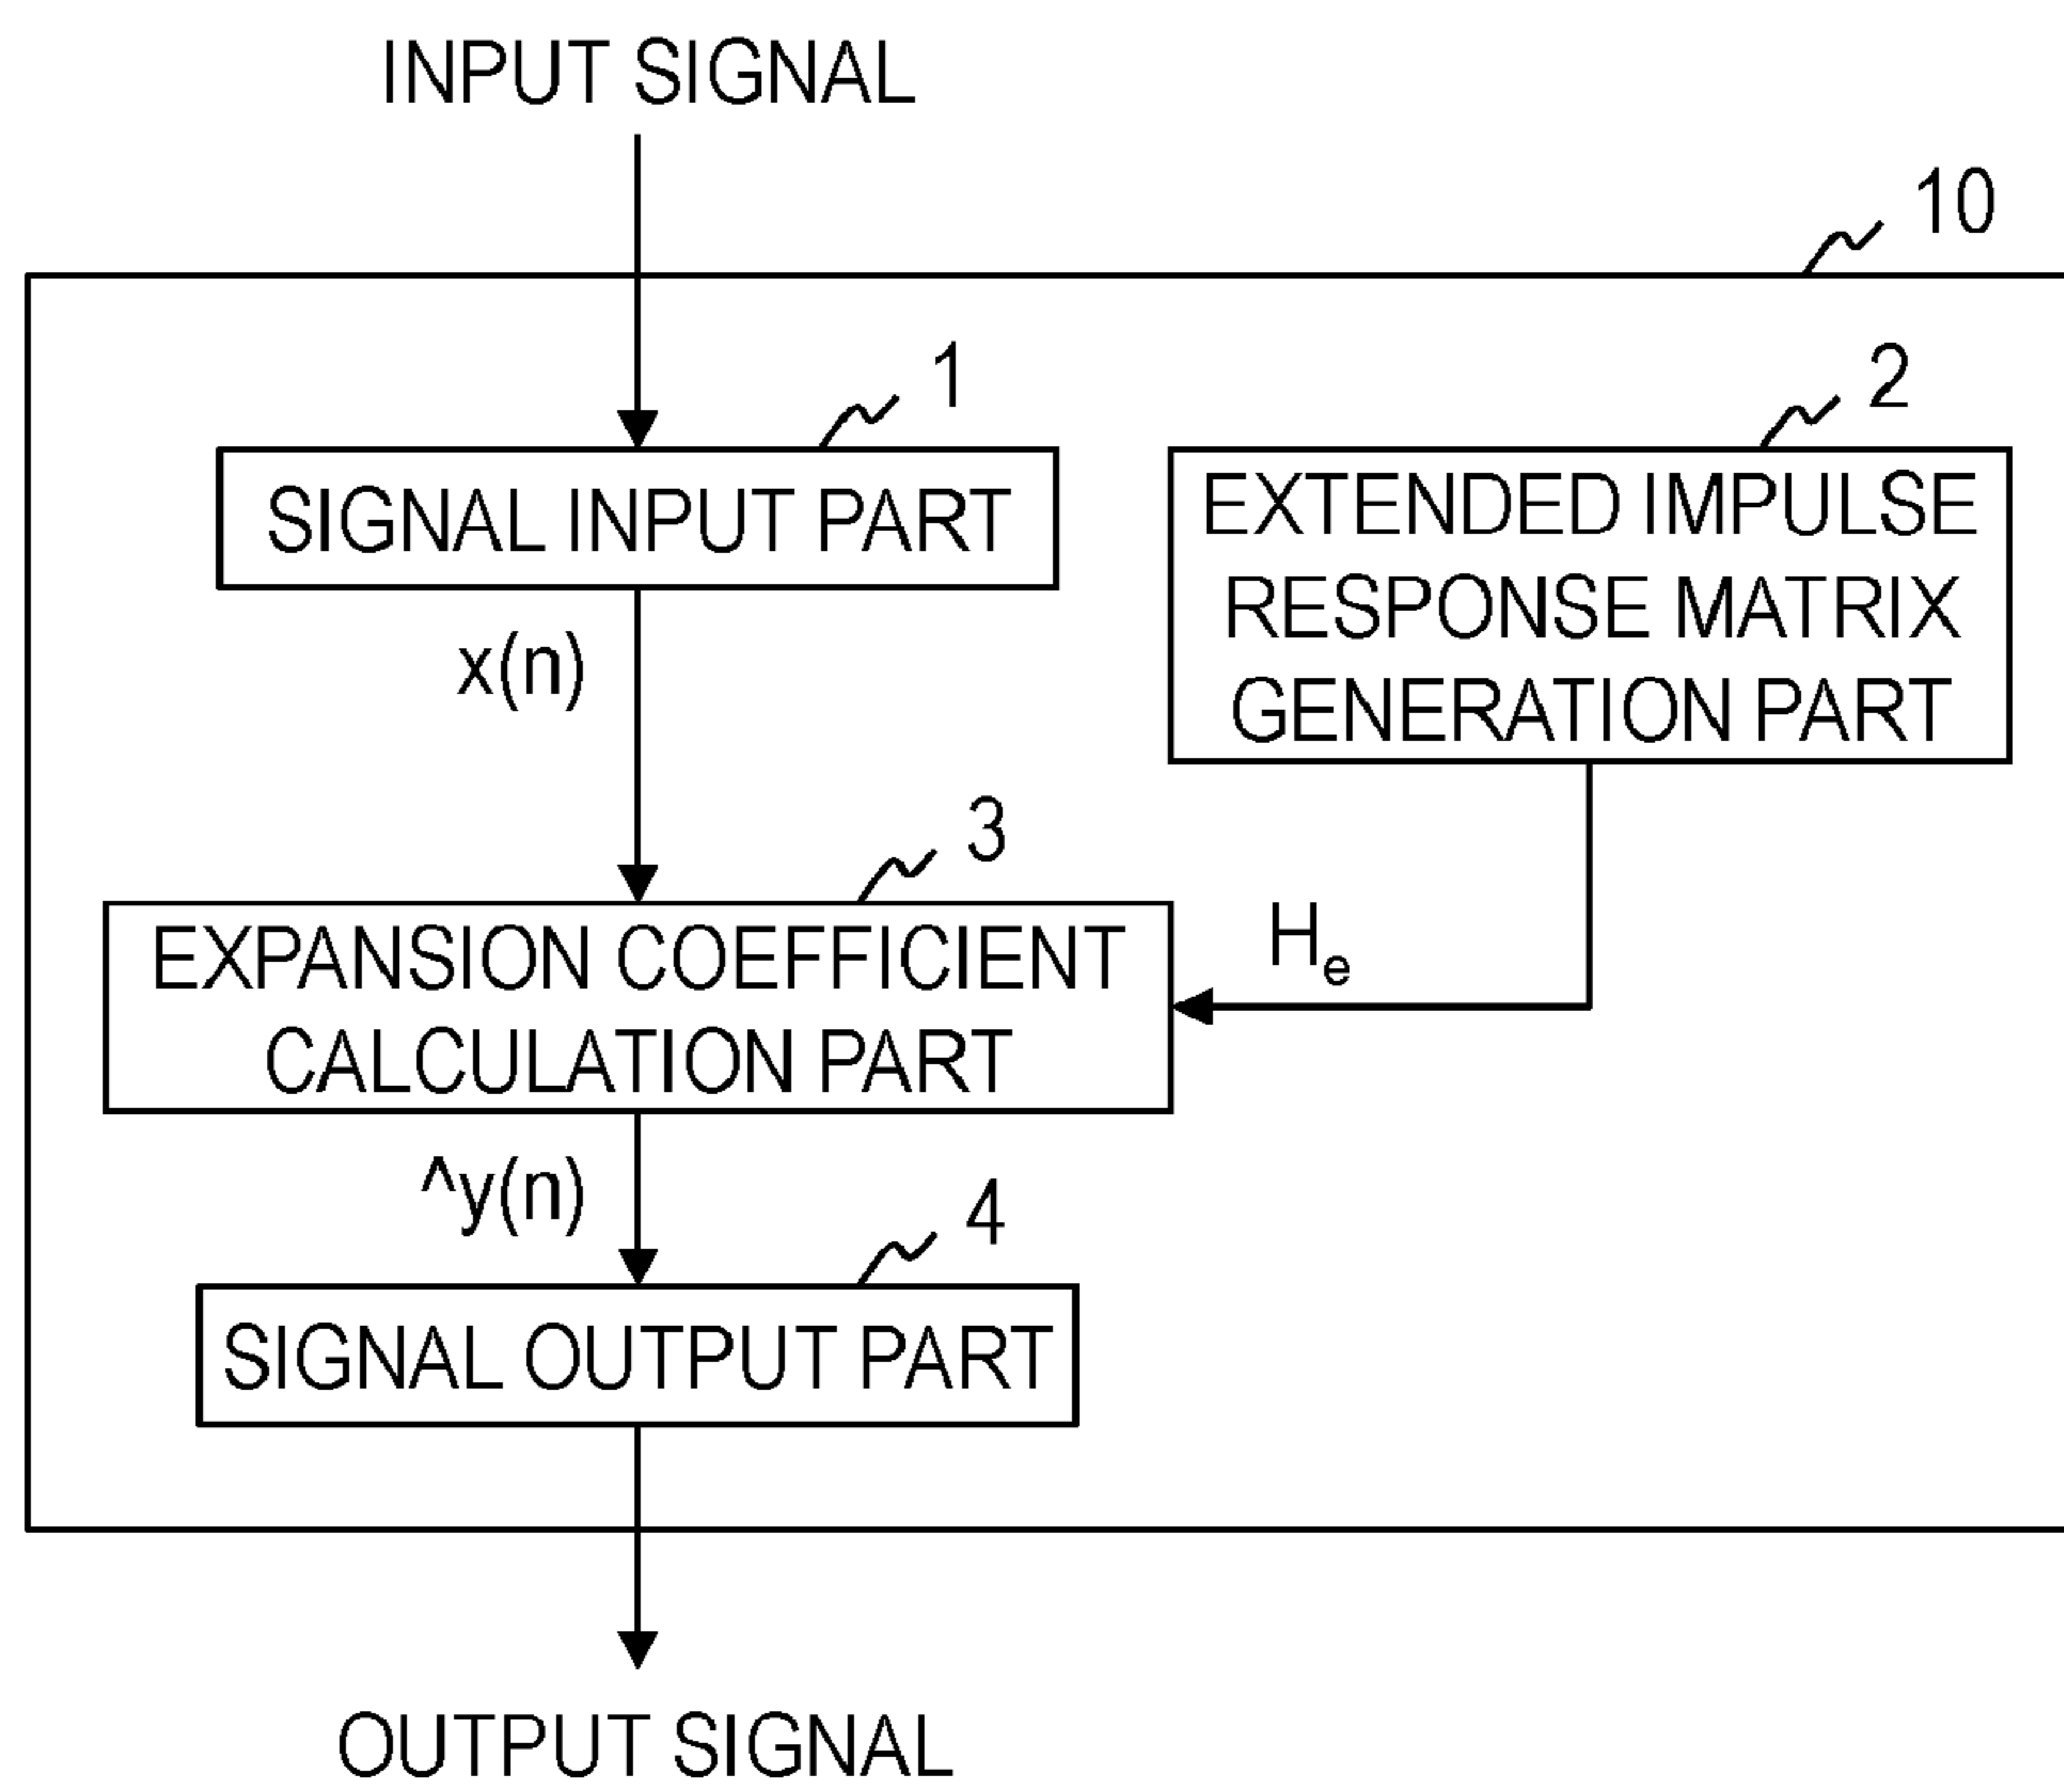 INPUT SIGNAL
10
1
2
SIGNAL INPUT PART
EXTENDED IMPULSE
RESPONSE MATRIX
GENERATION PART
x(n)
3
EXPANSION COEFFICIENT
CALCULATION PART
He
^y(n)
4
SIGNAL OUTPUT PART
OUTPUT SIGNAL